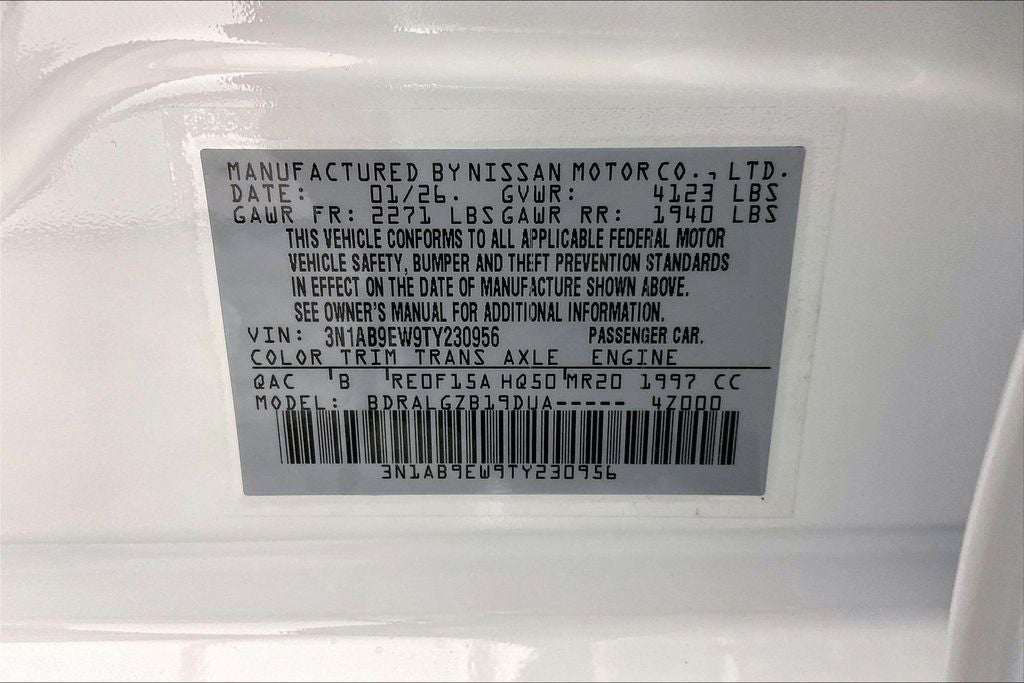 MANUFACTURED BY NISSAN MOTOR CO., LTD.
DATE: 01/26. GVWR: 4123 LBS
GAWR FR: 2271 LBS GAWR RR: 1940 LBS
THIS VEHICLE CONFORMS TO ALL APPLICABLE FEDERAL MOTOR
VEHICLE SAFETY, BUMPER AND THEFT PREVENTION STANDARDS
IN EFFECT ON THE DATE OF MANUFACTURE SHOWN ABOVE.
SEE OWNER'S MANUAL FOR ADDITIONAL INFORMATION.
VIN: 3N1AB9EW9TY230956 PASSENGER CAR.
COLOR TRIM TRANS AXLE ENGINE
QAC B RE0F15A HQ50 MR20 1997 CC
MODEL: BDRALGZB19DUA----- 4Z000
3N1AB9EW9TY230956